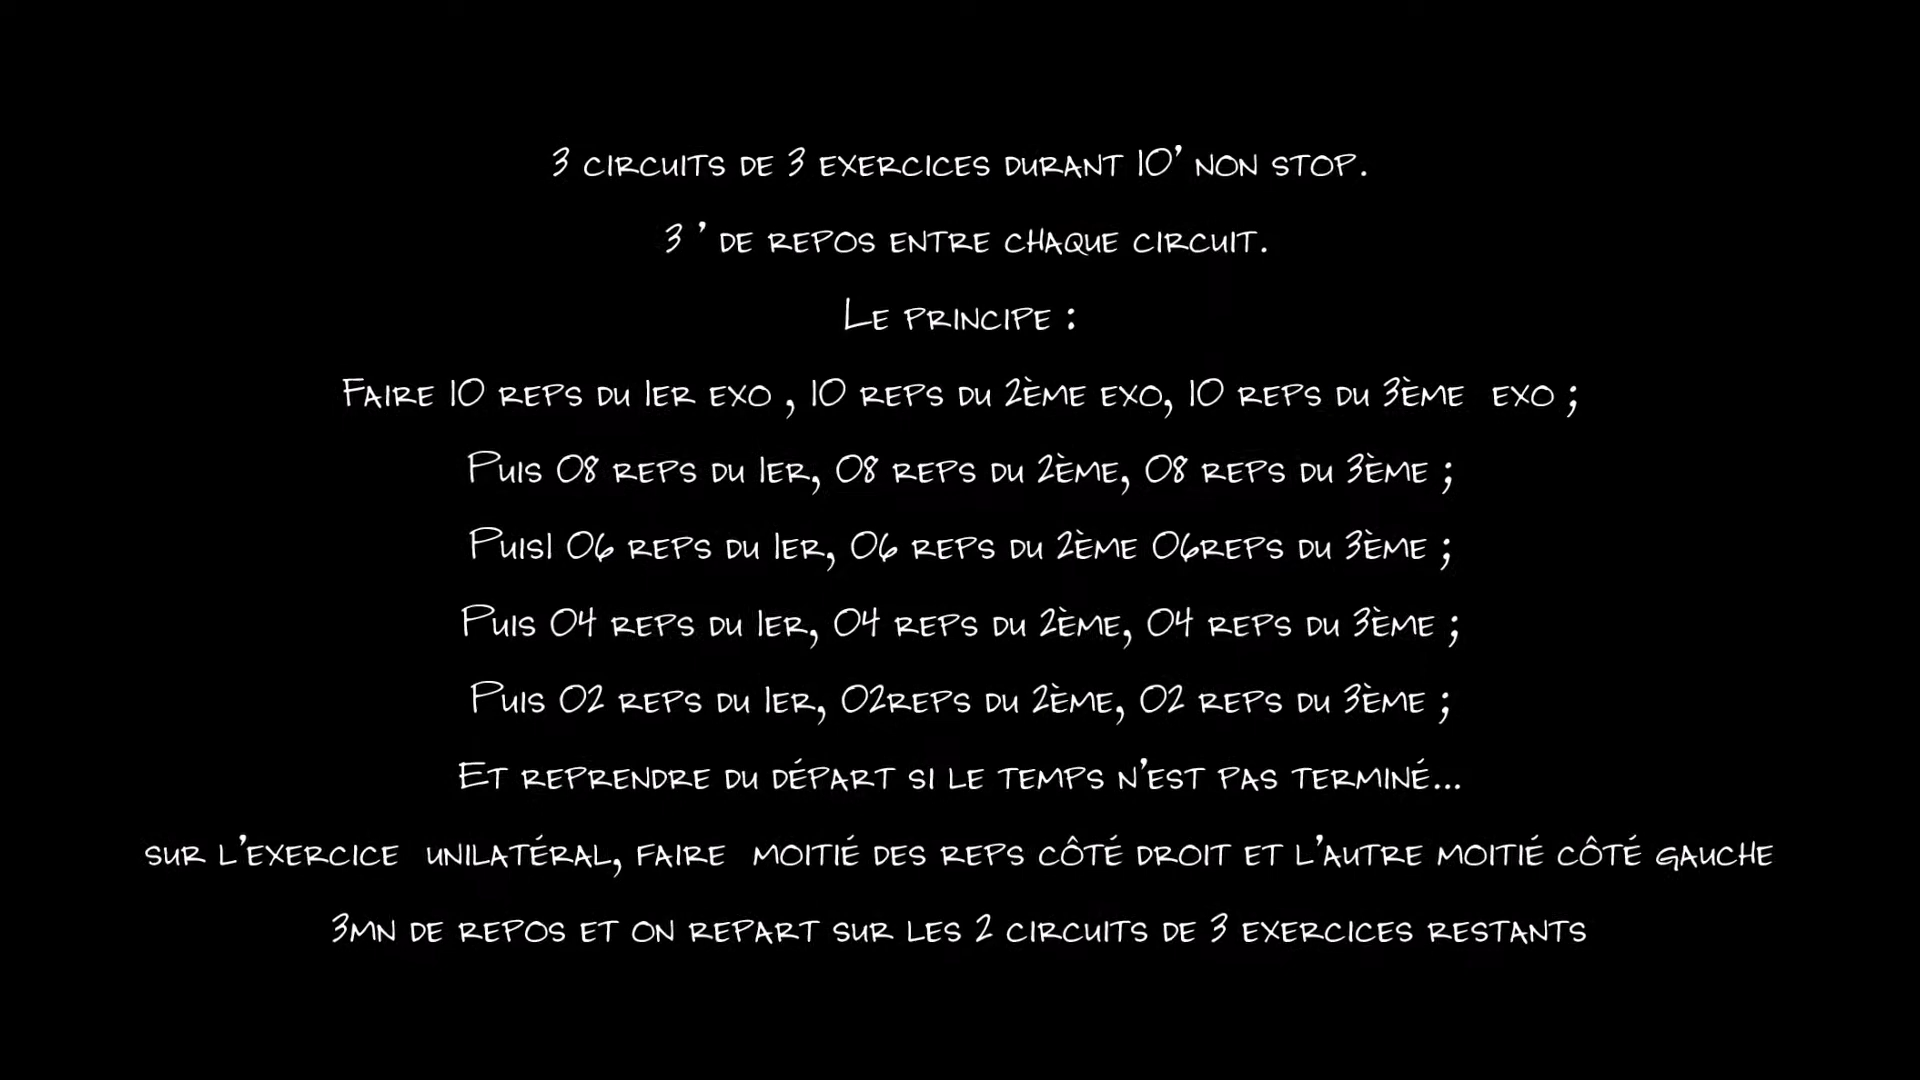 3 circuits de 3 exercices durant 10' non stop.
3 ' de repos entre chaque circuit.
Le principe :
Faire 10 reps du 1er exo , 10 reps du 2ème exo, 10 reps du 3ème exo ;
Puis 08 reps du 1er, 08 reps du 2ème, 08 reps du 3ème ;
Puis1 06 reps du 1er, 06 reps du 2ème 06reps du 3ème ;
Puis 04 reps du 1er, 04 reps du 2ème, 04 reps du 3ème ;
Puis 02 reps du 1er, 02reps du 2ème, 02 reps du 3ème ;
Et reprendre du départ si le temps n'est pas terminé...
sur l'exercice unilatéral, faire moitié des reps côté droit et l'autre moitié côté gauche
3mn de repos et on repart sur les 2 circuits de 3 exercices restants